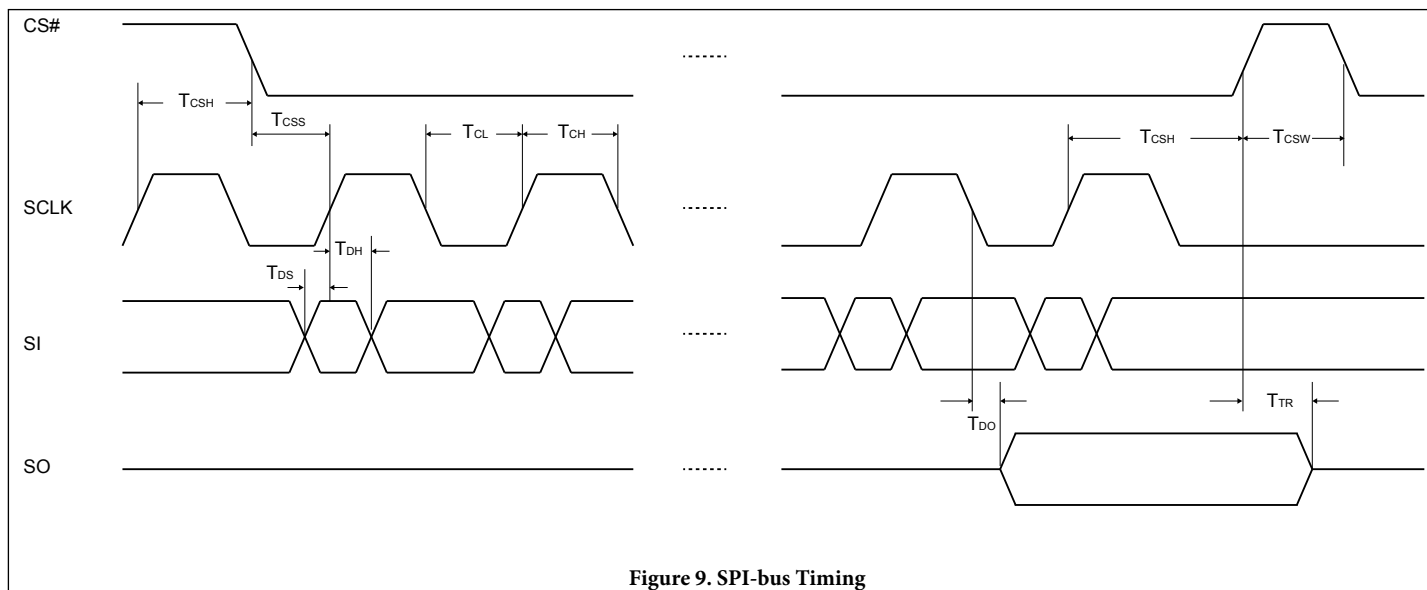 CS#
TCSH
TCSS
TCL
TCH
TCSH
TCSW
SCLK
TDH
TDS
SI
TDO
TTR
SO
Figure 9. SPI-bus Timing